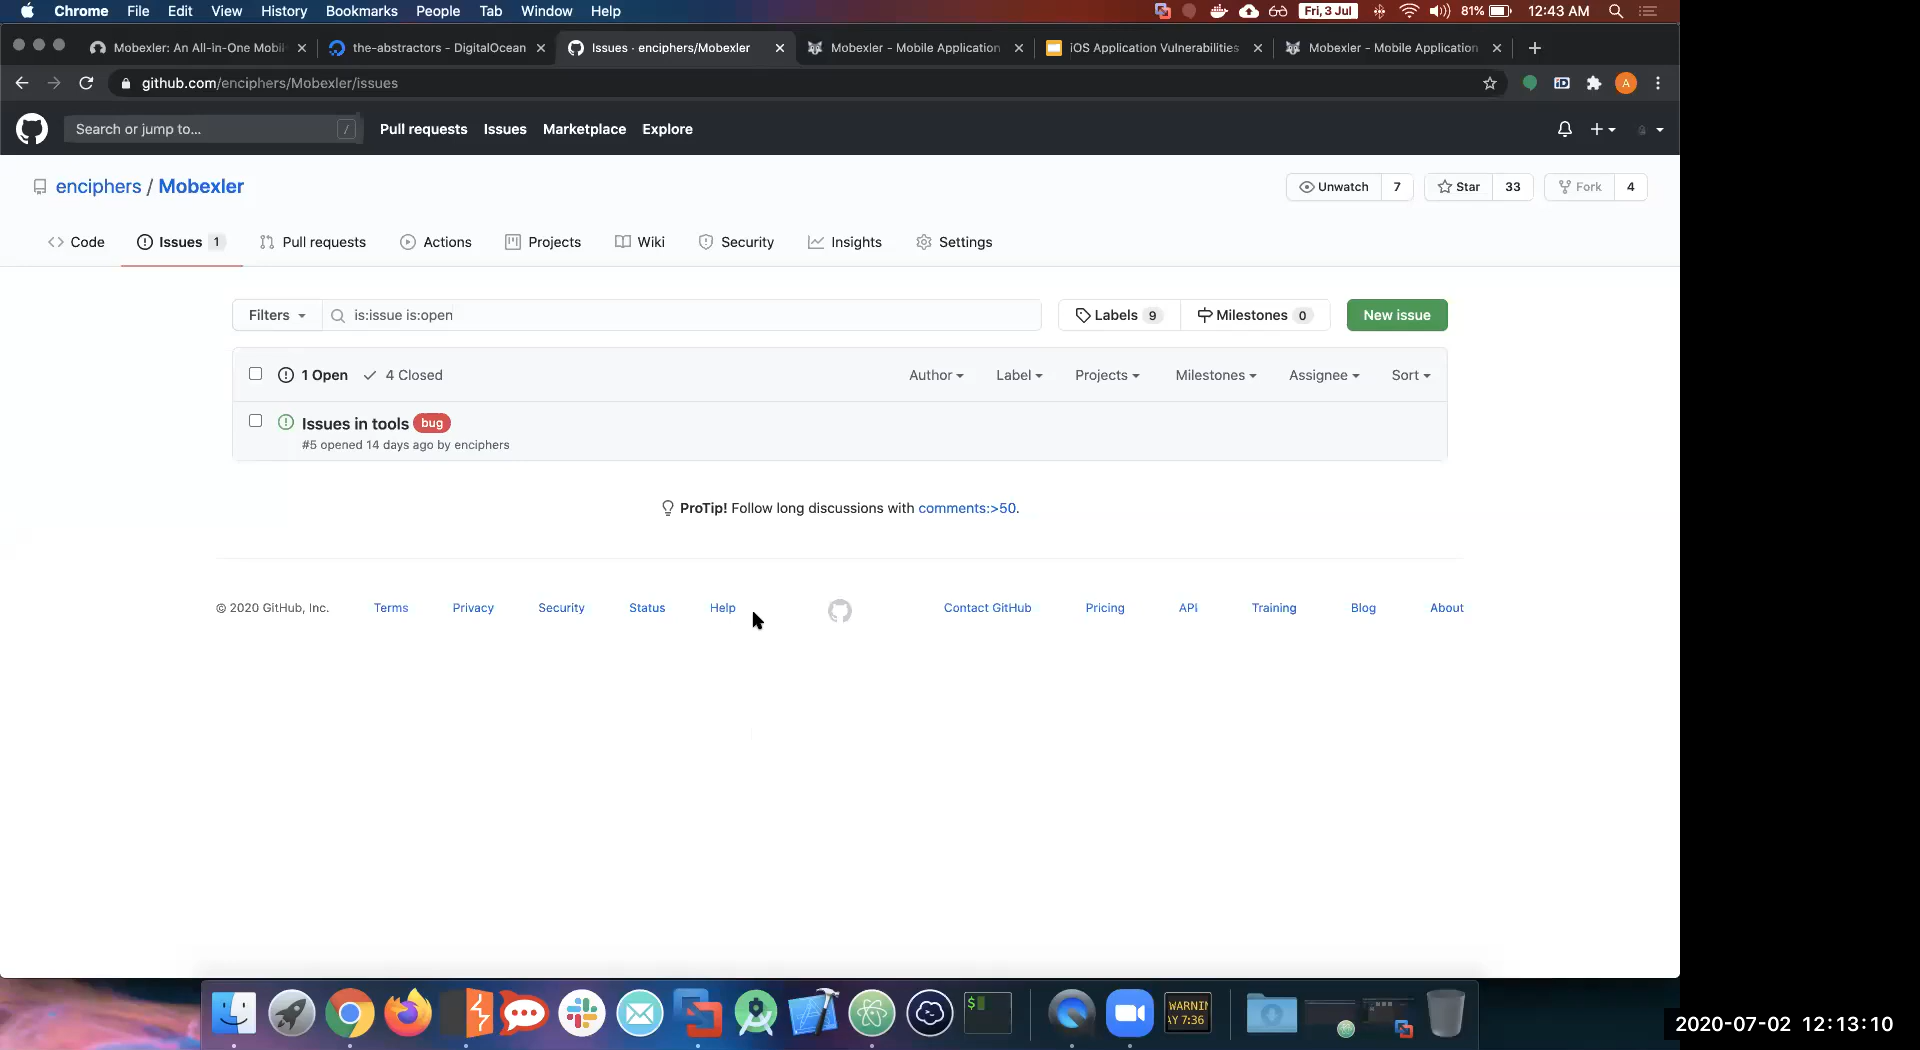 Chrome File Edit View History Bookmarks People Tab Window Help Fri, 3 Jul 81% 12:43 AM
Mobexler: An All-in-One Mobil the-abstractors - DigitalOcean Issues · enciphers/Mobexler Mobexler - Mobile Application iOS Application Vulnerabilities Mobexler - Mobile Application
github.com/enciphers/Mobexler/issues A
Search or jump to... / Pull requests Issues Marketplace Explore
enciphers / Mobexler Unwatch 7 Star 33 Fork 4
Code Issues 1 Pull requests Actions Projects Wiki Security Insights Settings
Filters is:issue is:open Labels 9 Milestones 0 New issue
1 Open 4 Closed Author Label Projects Milestones Assignee Sort
Issues in tools bug
#5 opened 14 days ago by enciphers
ProTip! Follow long discussions with comments:>50.
© 2020 GitHub, Inc. Terms Privacy Security Status Help Contact GitHub Pricing API Training Blog About
$
WARNIN
AY 7:36
2020-07-02 12:13:10